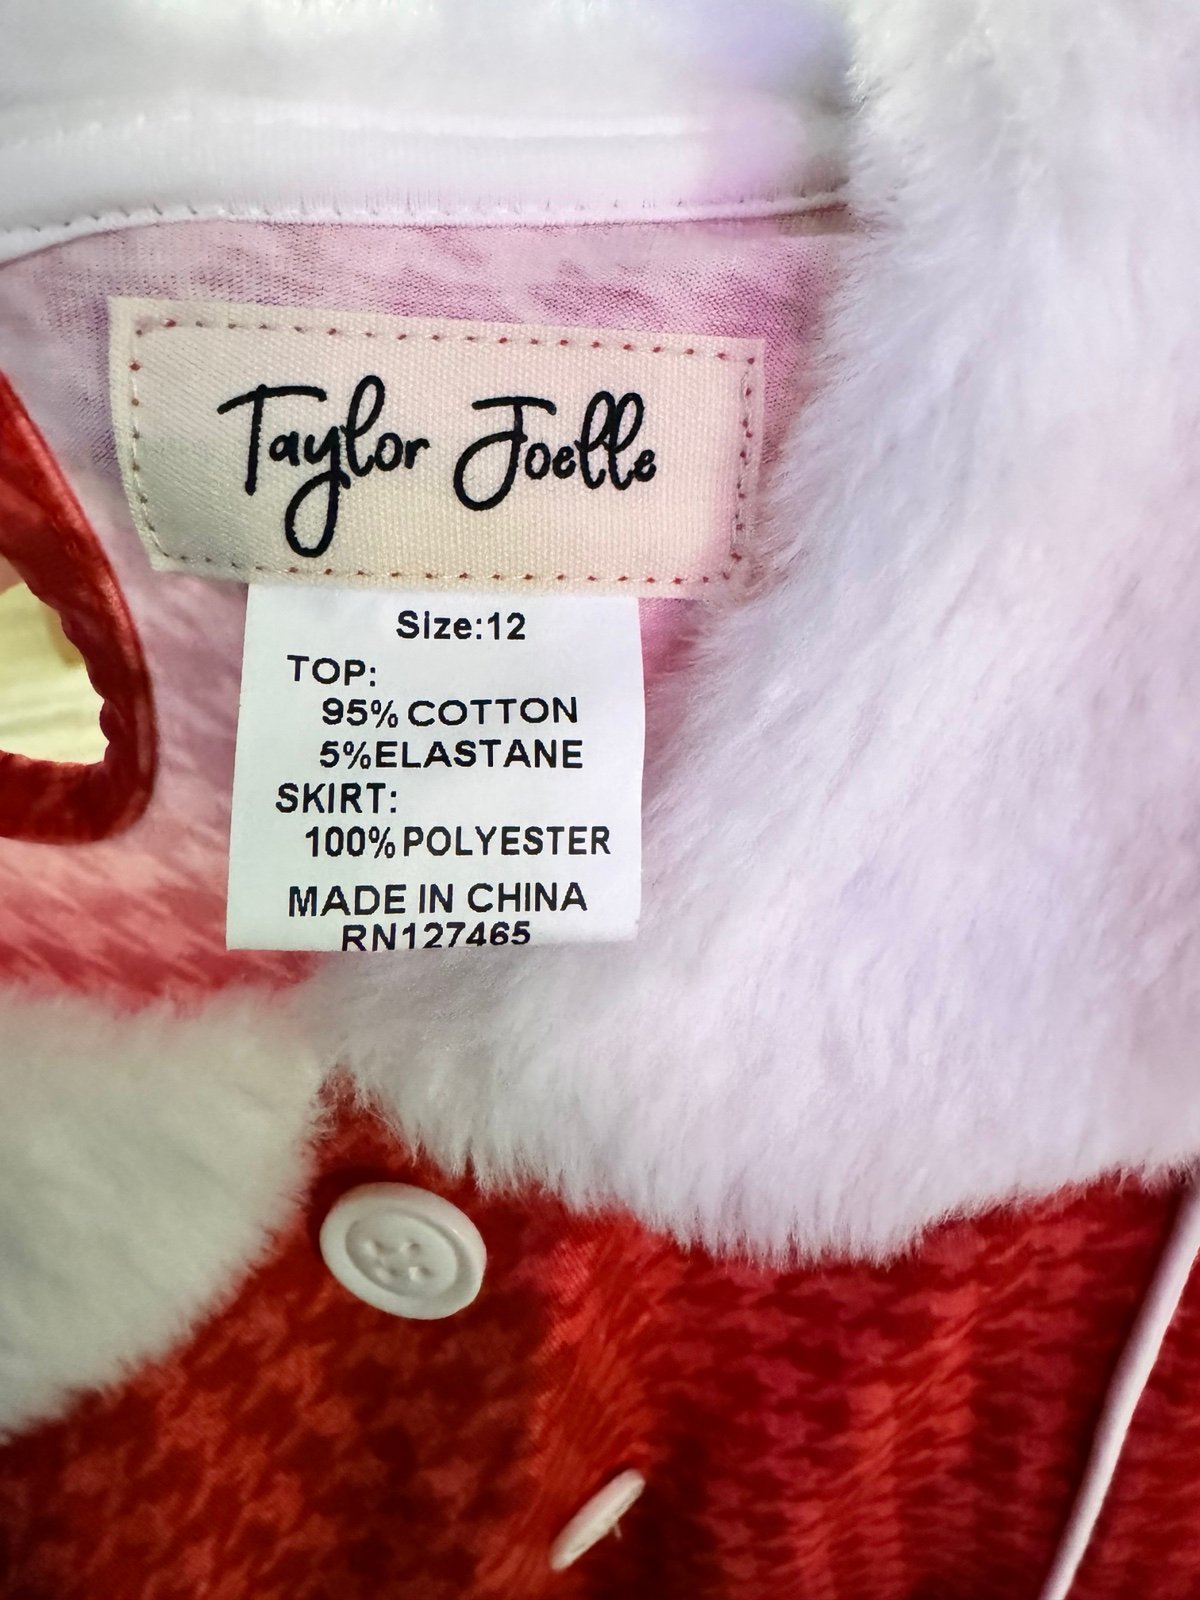 Taylor Joelle
Size:12
TOP:
95% COTTON
5%ELASTANE
SKIRT:
100% POLYESTER
MADE IN CHINA
RN127465